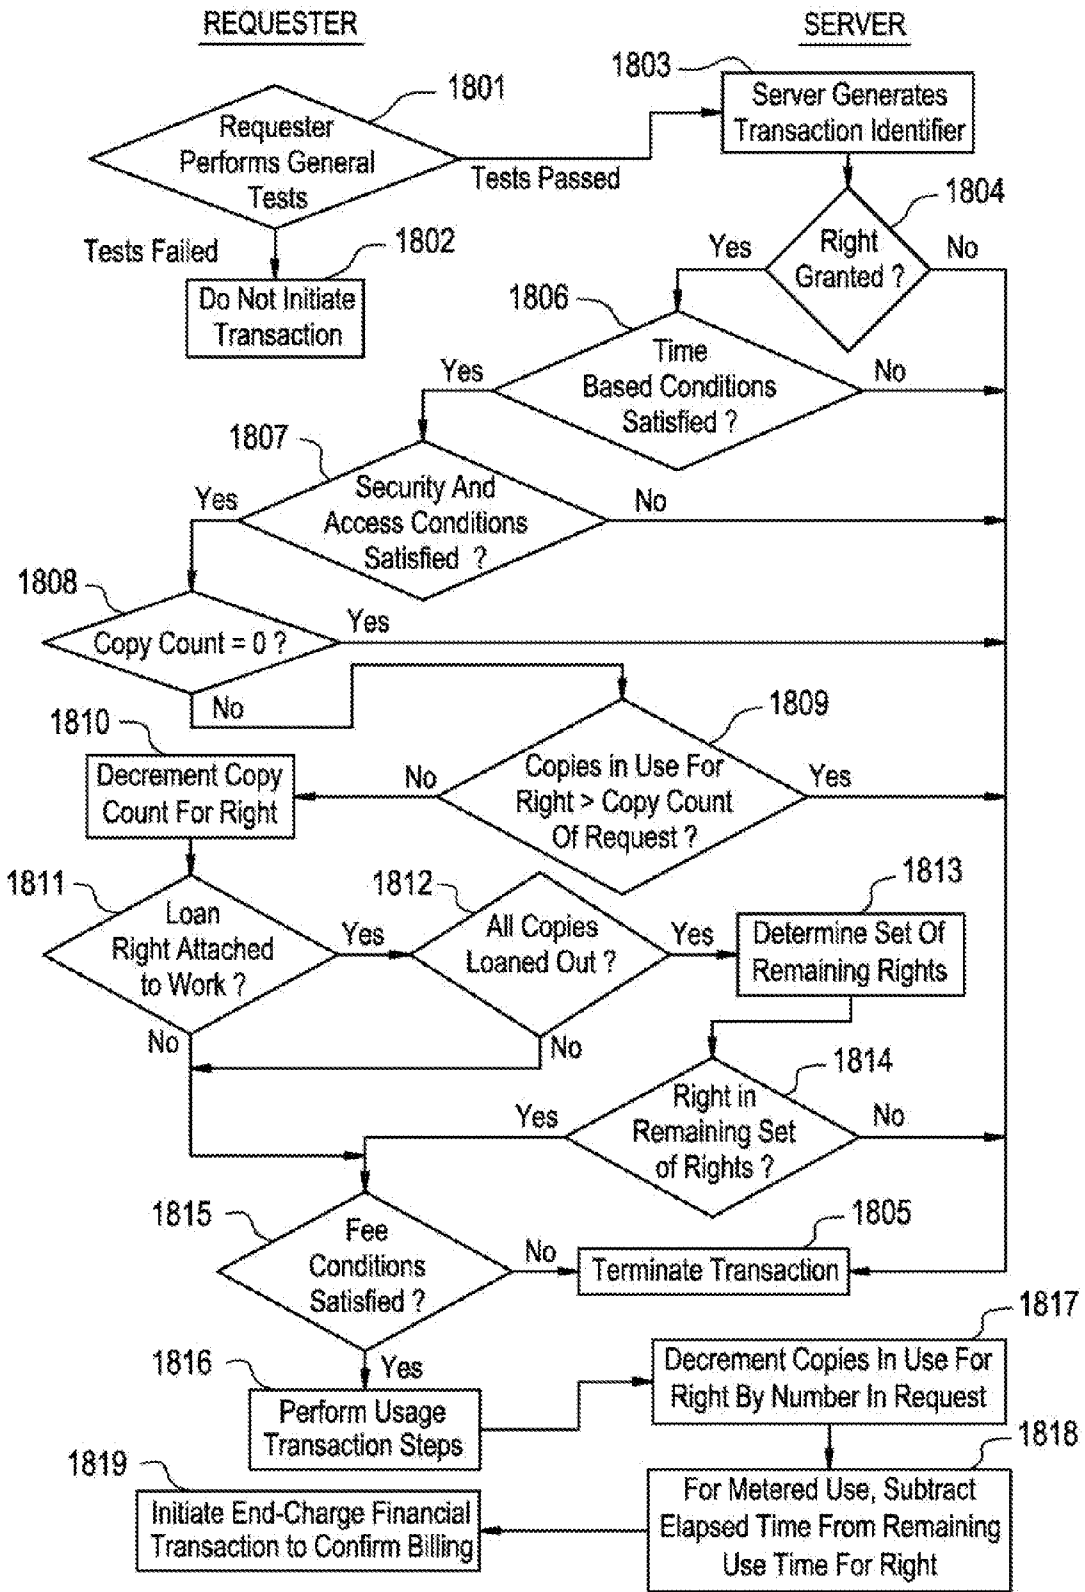 REQUESTER
SERVER
1801
Requester
Performs General
Tests
Tests Passed
Tests Failed
1802
Do Not Initiate
Transaction
1803
Server Generates
Transaction Identifier
1804
Right
Granted ?
Yes
No
1806
Time
Based Conditions
Satisfied ?
Yes
No
1807
Security And
Access Conditions
Satisfied ?
Yes
No
1808
Copy Count = 0 ?
Yes
No
1809
Copies in Use For
Right > Copy Count
Of Request ?
No
Yes
1810
Decrement Copy
Count For Right
1811
Loan
Right Attached
to Work ?
Yes
No
1812
All Copies
Loaned Out ?
Yes
No
1813
Determine Set Of
Remaining Rights
1814
Right in
Remaining Set
of Rights ?
Yes
No
1815
Fee
Conditions
Satisfied ?
No
Yes
1805
Terminate Transaction
1816
Perform Usage
Transaction Steps
1817
Decrement Copies In Use For
Right By Number In Request
1818
For Metered Use, Subtract
Elapsed Time From Remaining
Use Time For Right
1819
Initiate End-Charge Financial
Transaction to Confirm Billing